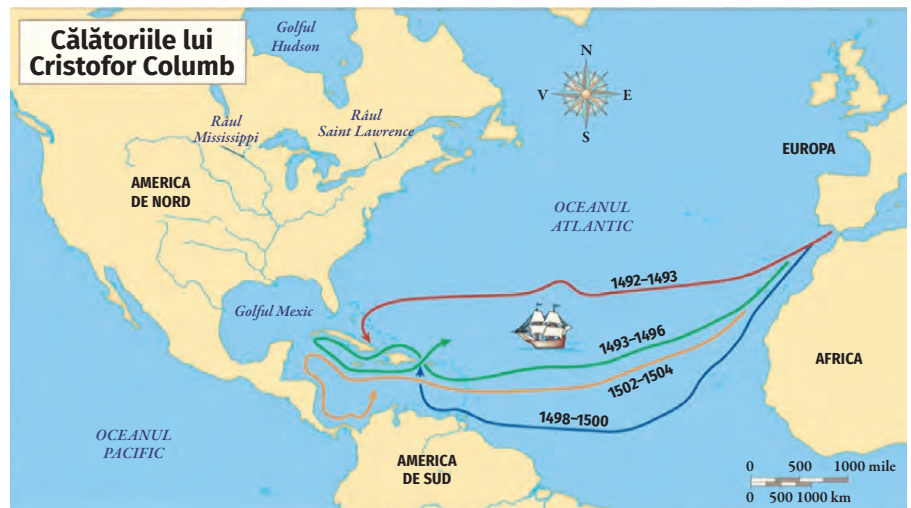 Călătoriile lui
Cristofor Columb
Golful
Hudson
Râul
Mississippi
Râul
Saint Lawrence
AMERICA
DE NORD
N
V
E
S
EUROPA
OCEANUL
ATLANTIC
1492–1493
Golful Mexic
1493–1496
1502–1504
1498–1500
AFRICA
OCEANUL
PACIFIC
AMERICA
DE SUD
0 500 1000 mile
0 500 1000 km